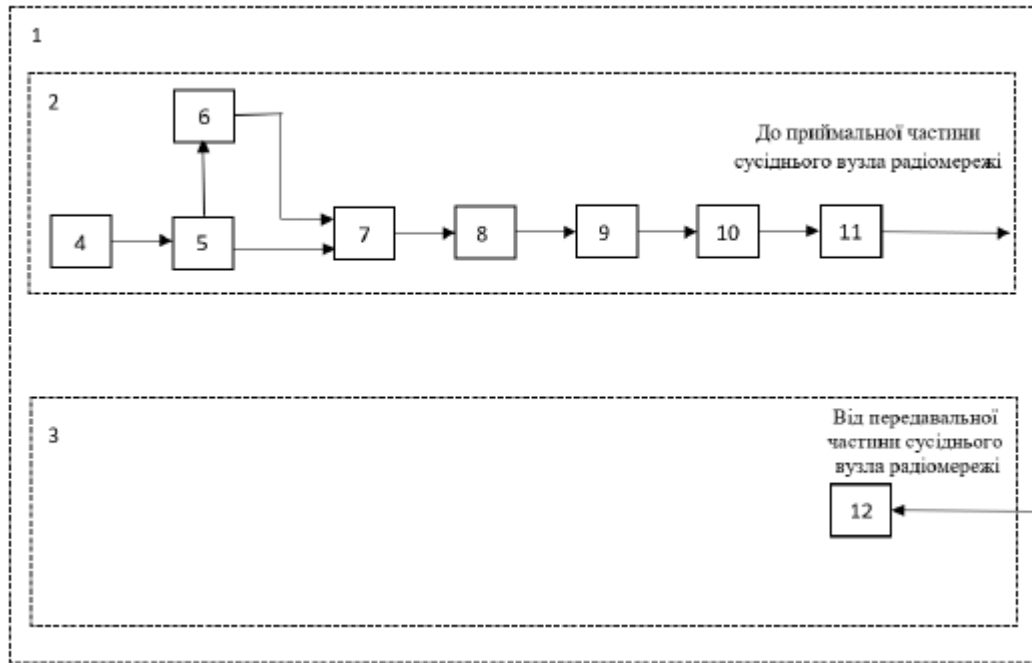 1
2
6
До приймальної частини
сусіднього вузла радіомережі
4
5
7
8
9
10
11
3
Від передавальної
частини сусіднього
вузла радіомережі
12